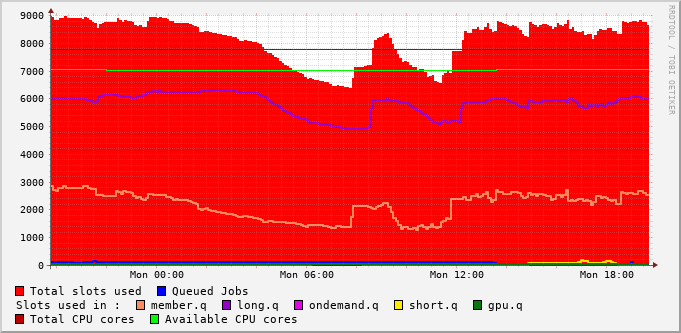 9000
8000
7000
6000
5000
4000
3000
2000
1000
0
Mon 00:00 Mon 06:00 Mon 12:00 Mon 18:00
Total slots used Queued Jobs
Slots used in : member.q long.q ondemand.q short.q gpu.q
Total CPU cores Available CPU cores
RRDTOOL / TOBI OETIKER